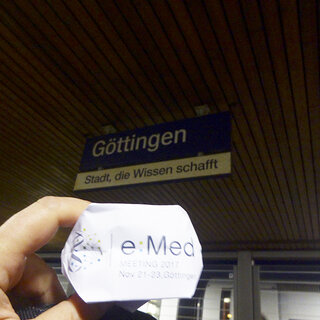 Göttingen
Stadt, die Wissen schafft
e:Med
MEETING 2017
Nov 21-23, Göttingen